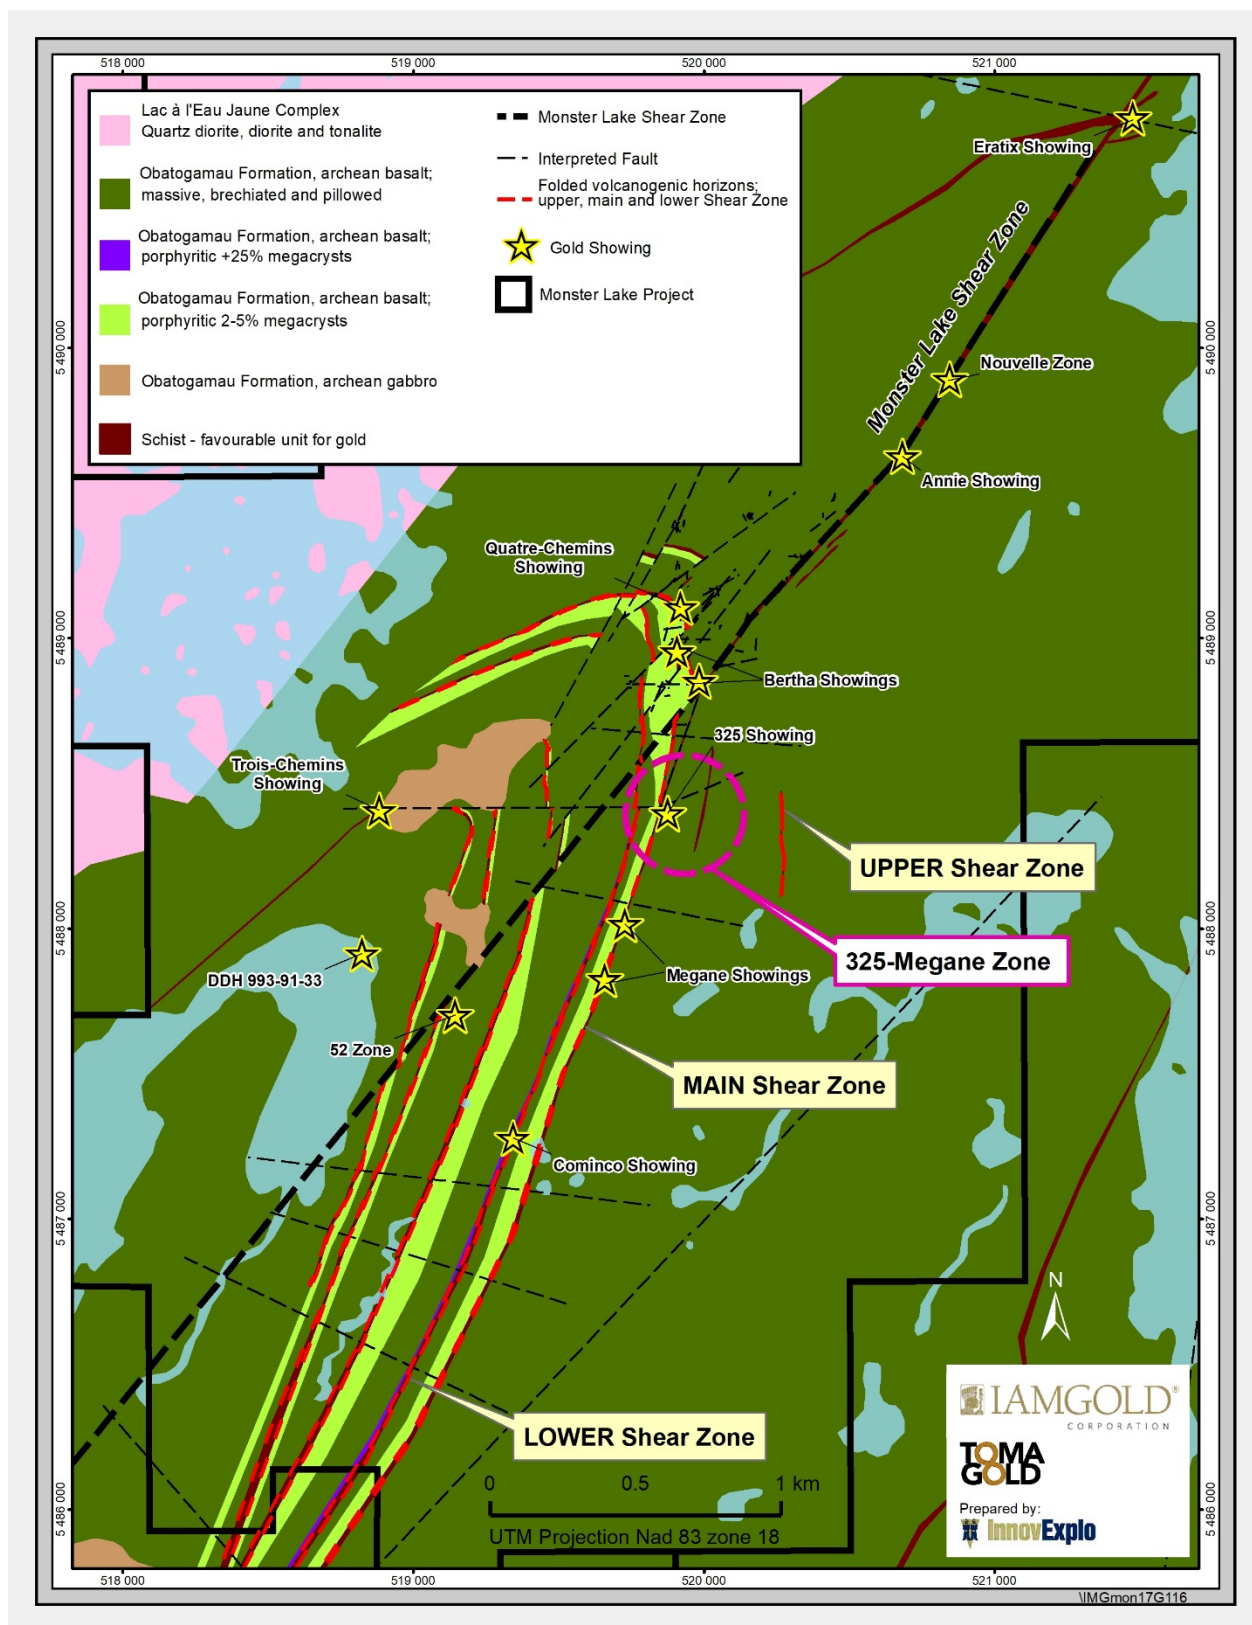 518 000
519 000
520 000
521 000
Lac à l'Eau Jaune Complex
Quartz diorite, diorite and tonalite
Obatogamau Formation, archean basalt;
massive, brechiated and pillowed
Obatogamau Formation, archean basalt;
porphyritic +25% megacrysts
Obatogamau Formation, archean basalt;
porphyritic 2-5% megacrysts
Obatogamau Formation, archean gabbro
Schist - favourable unit for gold
Monster Lake Shear Zone
Interpreted Fault
Folded volcanogenic horizons;
upper, main and lower Shear Zone
Gold Showing
Monster Lake Project
Eratix Showing
Monster Lake Shear Zone
5 490 000
5 490 000
Nouvelle Zone
Annie Showing
Quatre-Chemins
Showing
5 489 000
5 489 000
Bertha Showings
325 Showing
Trois-Chemins
Showing
UPPER Shear Zone
5 488 000
5 488 000
325-Megane Zone
Megane Showings
DDH 993-91-33
52 Zone
MAIN Shear Zone
Cominco Showing
5 487 000
5 487 000
N
LOWER Shear Zone
IAMGOLD®
CORPORATION
TOMA
GOLD
Prepared by:
InnovExplo
0 0.5 1 km
UTM Projection Nad 83 zone 18
5 486 000
5 486 000
518 000
519 000
520 000
521 000
\IMGmon17G116